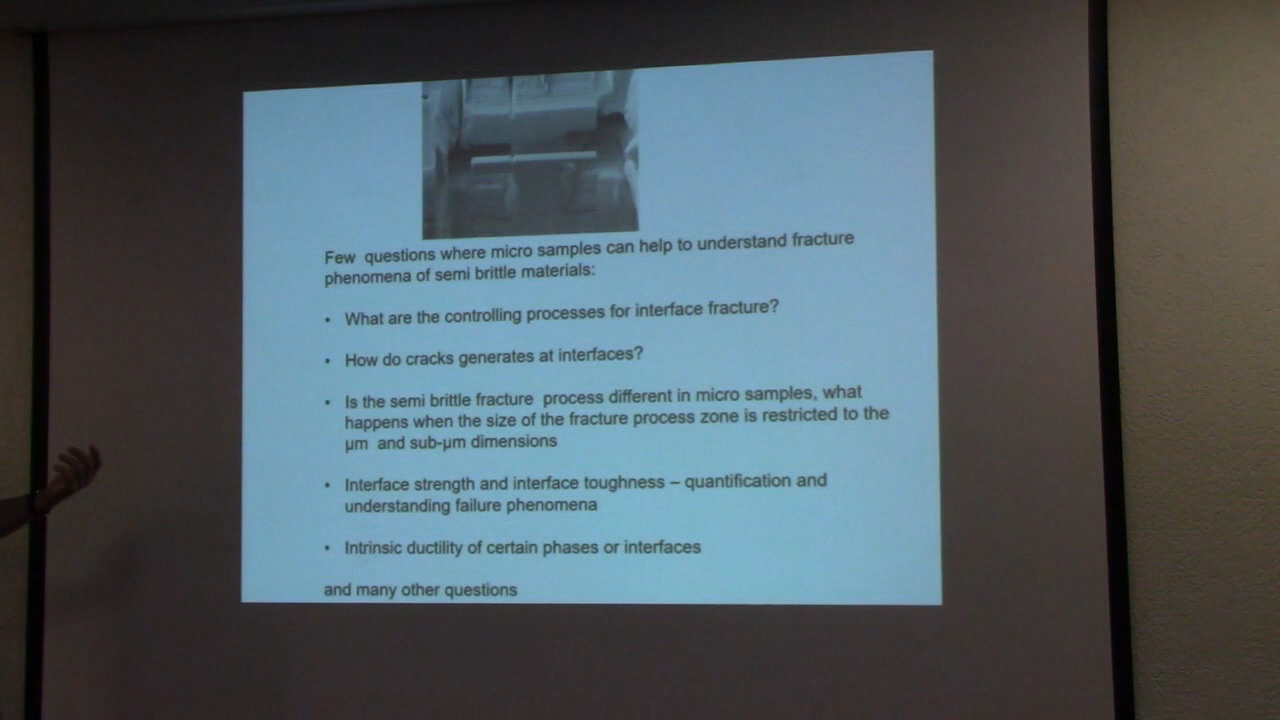 Few questions where micro samples can help to understand fracture
phenomena of semi brittle materials:
• What are the controlling processes for interface fracture?
• How do cracks generates at interfaces?
• Is the semi brittle fracture process different in micro samples, what
happens when the size of the fracture process zone is restricted to the
µm and sub-µm dimensions
• Interface strength and interface toughness – quantification and
understanding failure phenomena
• Intrinsic ductility of certain phases or interfaces
and many other questions